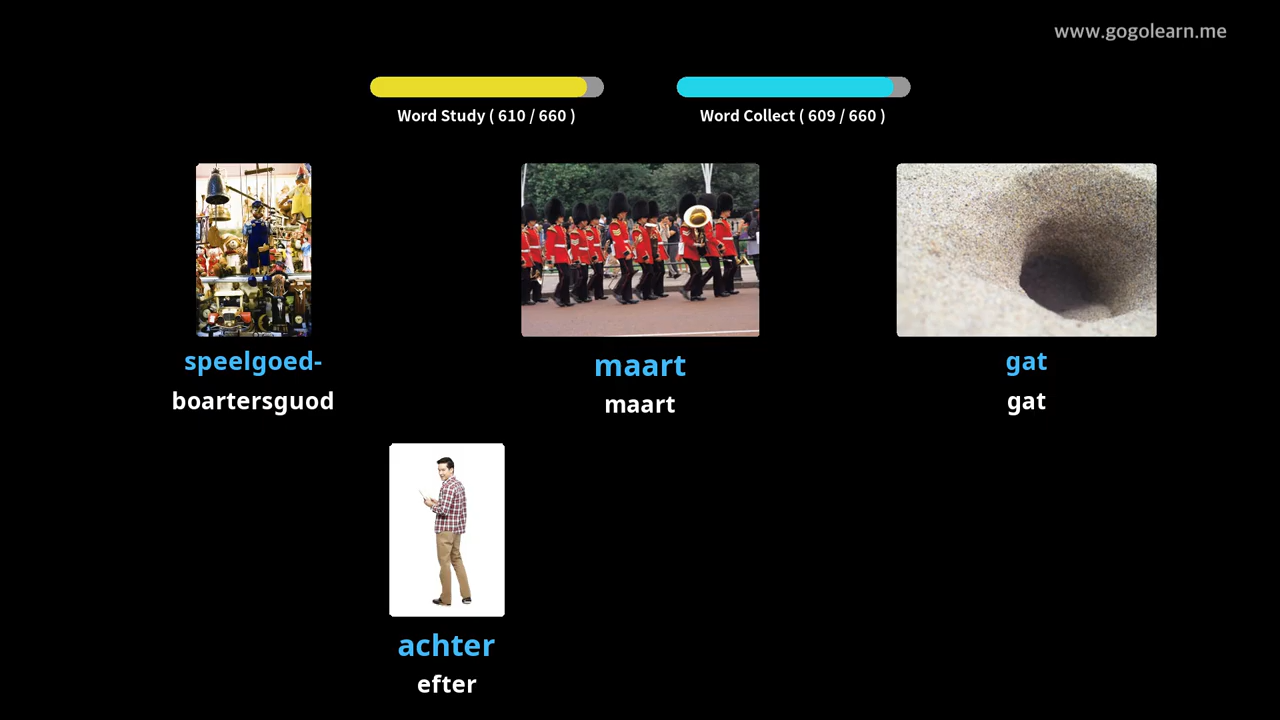 www.gogolearn.me
Word Study ( 610 / 660 )
Word Collect ( 609 / 660 )
speelgoed-
boartersguod
maart
maart
gat
gat
achter
efter